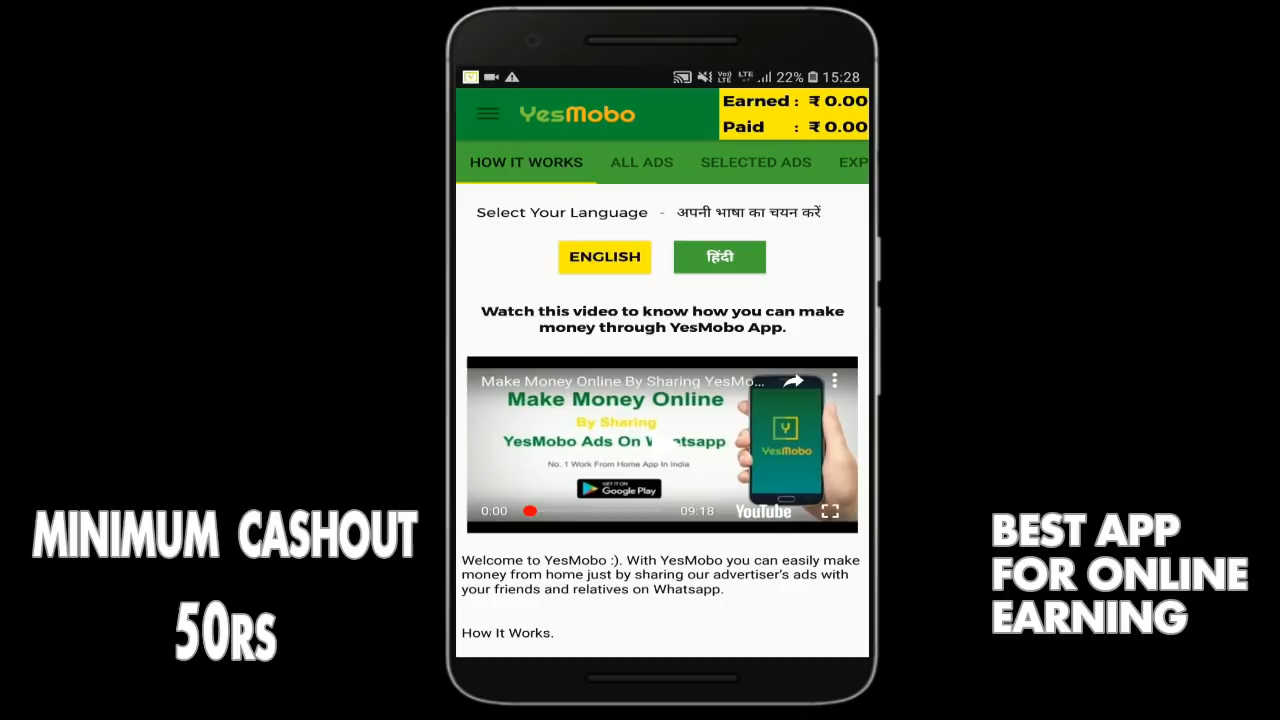 22% 15:28
YesMobo
Earned : ₹ 0.00
Paid : ₹ 0.00
HOW IT WORKS ALL ADS SELECTED ADS EXP
Select Your Language - अपनी भाषा का चयन करें
ENGLISH हिंदी
Watch this video to know how you can make
money through YesMobo App.
Make Money Online By Sharing YesMo...
Make Money Online
By Sharing
YesMobo Ads On W tsapp
No. 1 Work From Home App In India
GET IT ON
Google Play
YesMobo
0:00 09:18 YouTube
Welcome to YesMobo :). With YesMobo you can easily make
money from home just by sharing our advertiser's ads with
your friends and relatives on Whatsapp.
How It Works.
MINIMUM CASHOUT
50RS
BEST APP
FOR ONLINE
EARNING